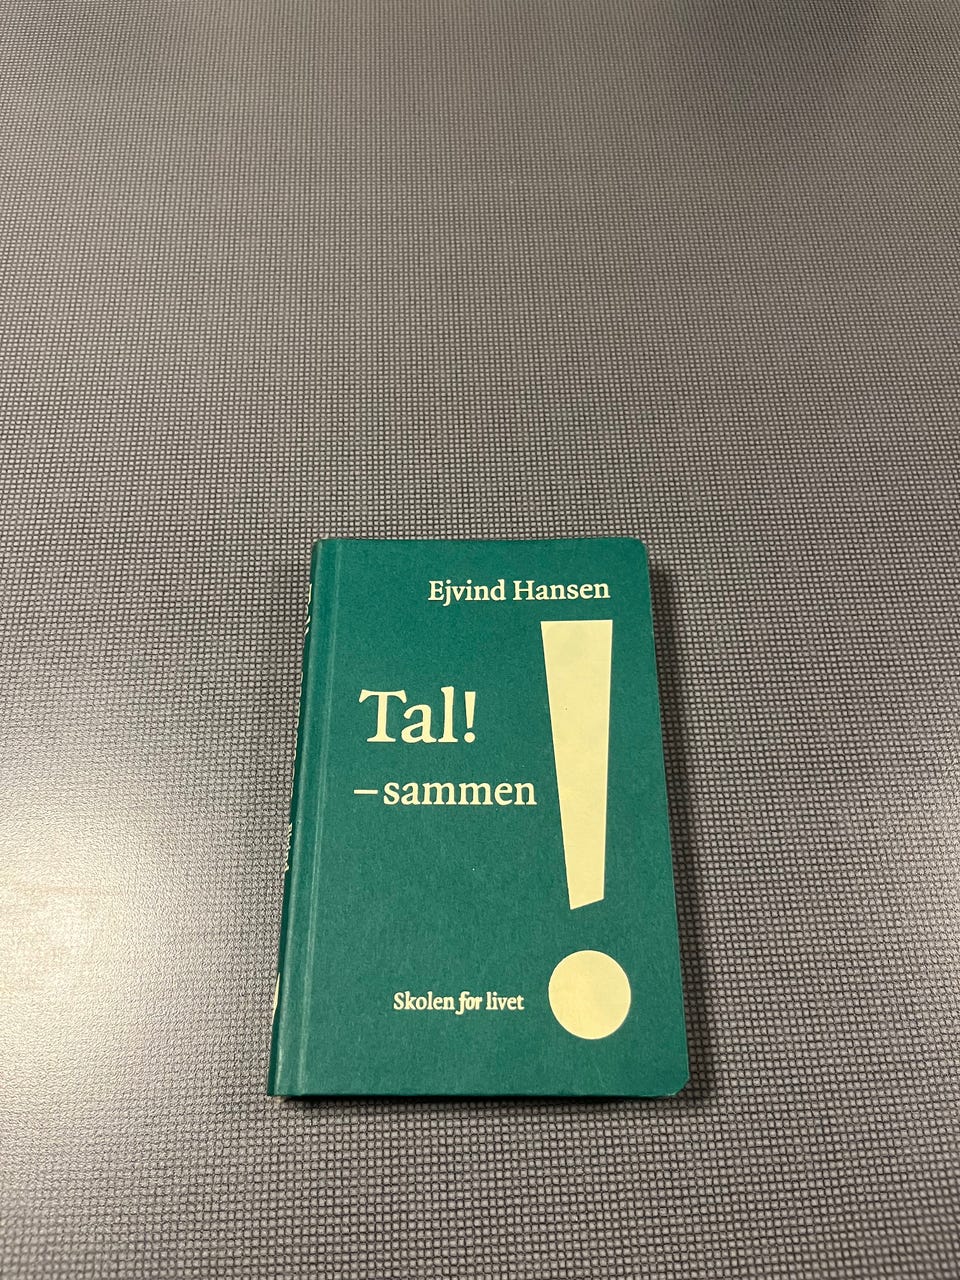 Ejvind Hansen
Tal!
– sammen
Skolen for livet